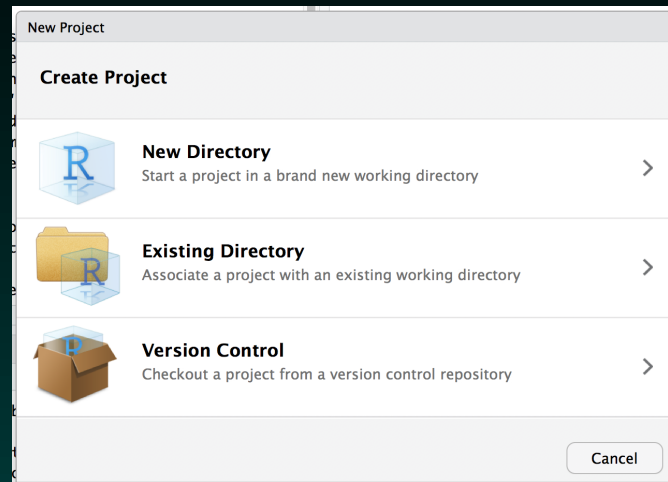 New Project
Create Project
R
New Directory
Start a project in a brand new working directory
R
Existing Directory
Associate a project with an existing working directory
R
Version Control
Checkout a project from a version control repository
Cancel